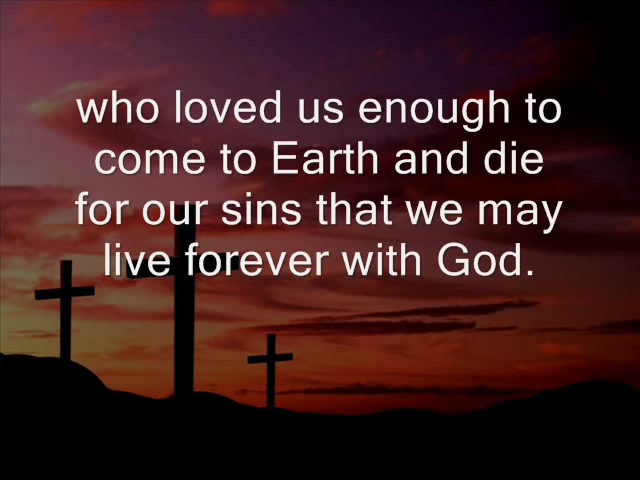 who loved us enough to
come to Earth and die
for our sins that we may
live forever with God.